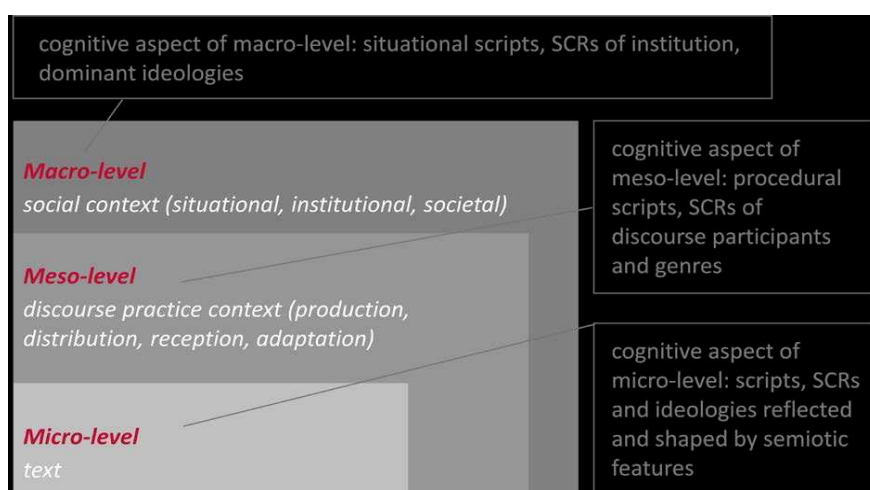 cognitive aspect of macro-level: situational scripts, SCRs of institution,
dominant ideologies
Macro-level
social context (situational, institutional, societal)
cognitive aspect of
meso-level: procedural
scripts, SCRs of
discourse participants
and genres
Meso-level
discourse practice context (production,
distribution, reception, adaptation)
cognitive aspect of
micro-level: scripts, SCRs
and ideologies reflected
and shaped by semiotic
features
Micro-level
text